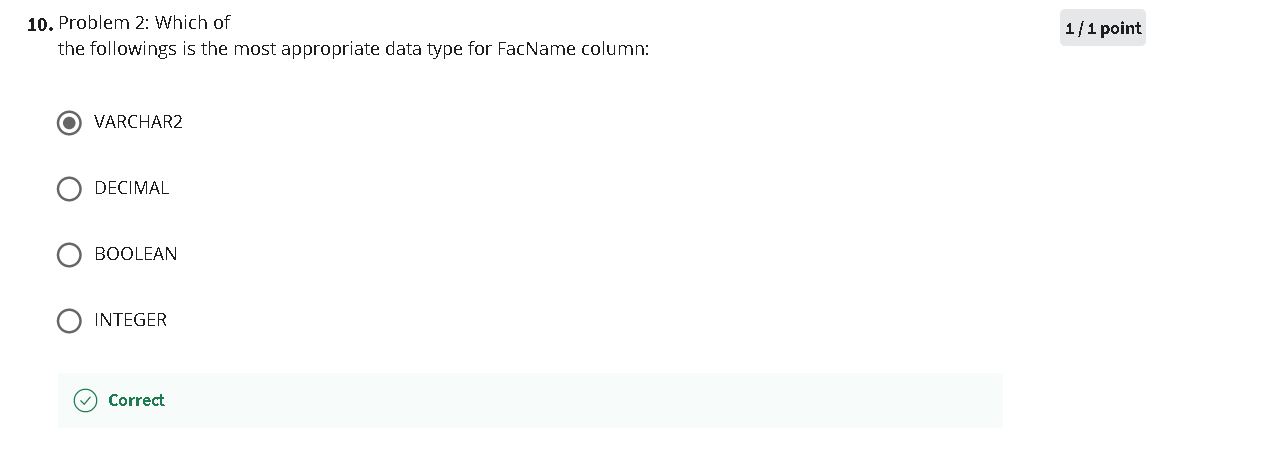 10. Problem 2: Which of
1 / 1 point
the followings is the most appropriate data type for FacName column:
VARCHAR2
DECIMAL
BOOLEAN
INTEGER
Correct